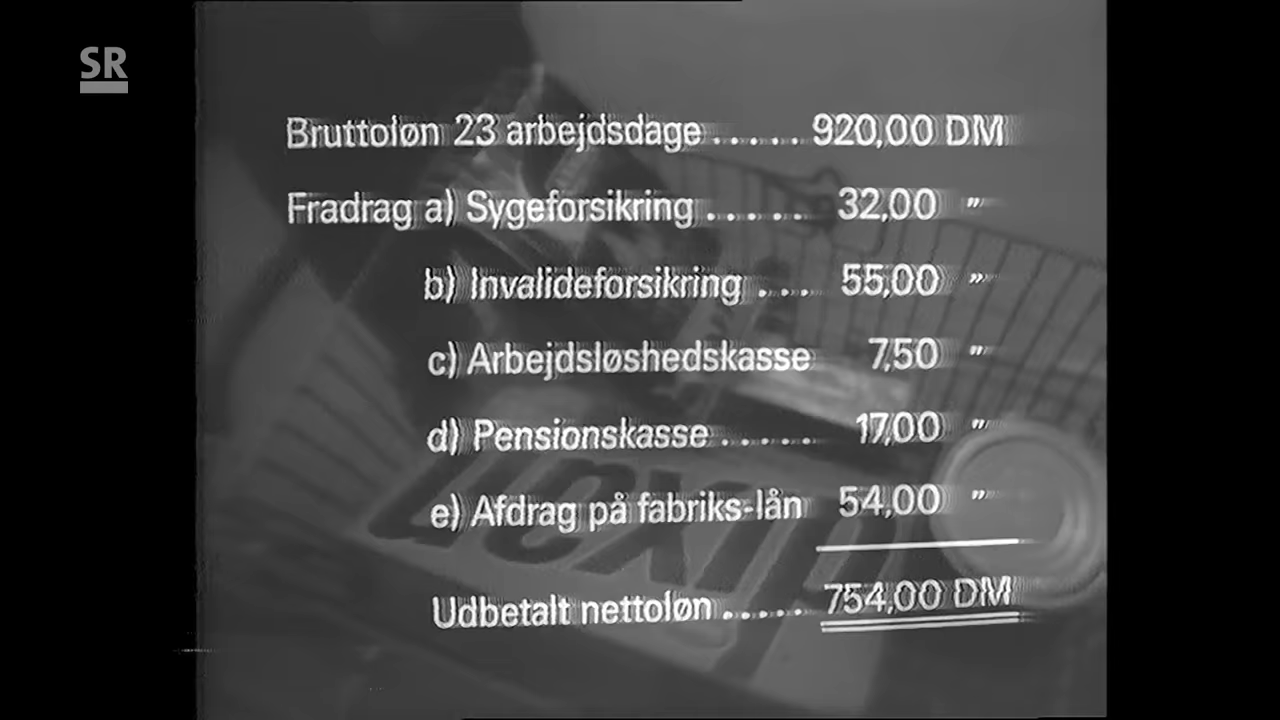 SR
Bruttoløn 23 arbejdsdage ..... 920,00 DM
Fradrag a) Sygeforsikring ...... 32,00 "
b) Invalideforsikring .... 55,00 "
c) Arbejdsløshedskasse 7,50 "
d) Pensionskasse ....... 17,00 "
e) Afdrag på fabriks-lån 54,00 "
Udbetalt nettoløn ...... 754,00 DM